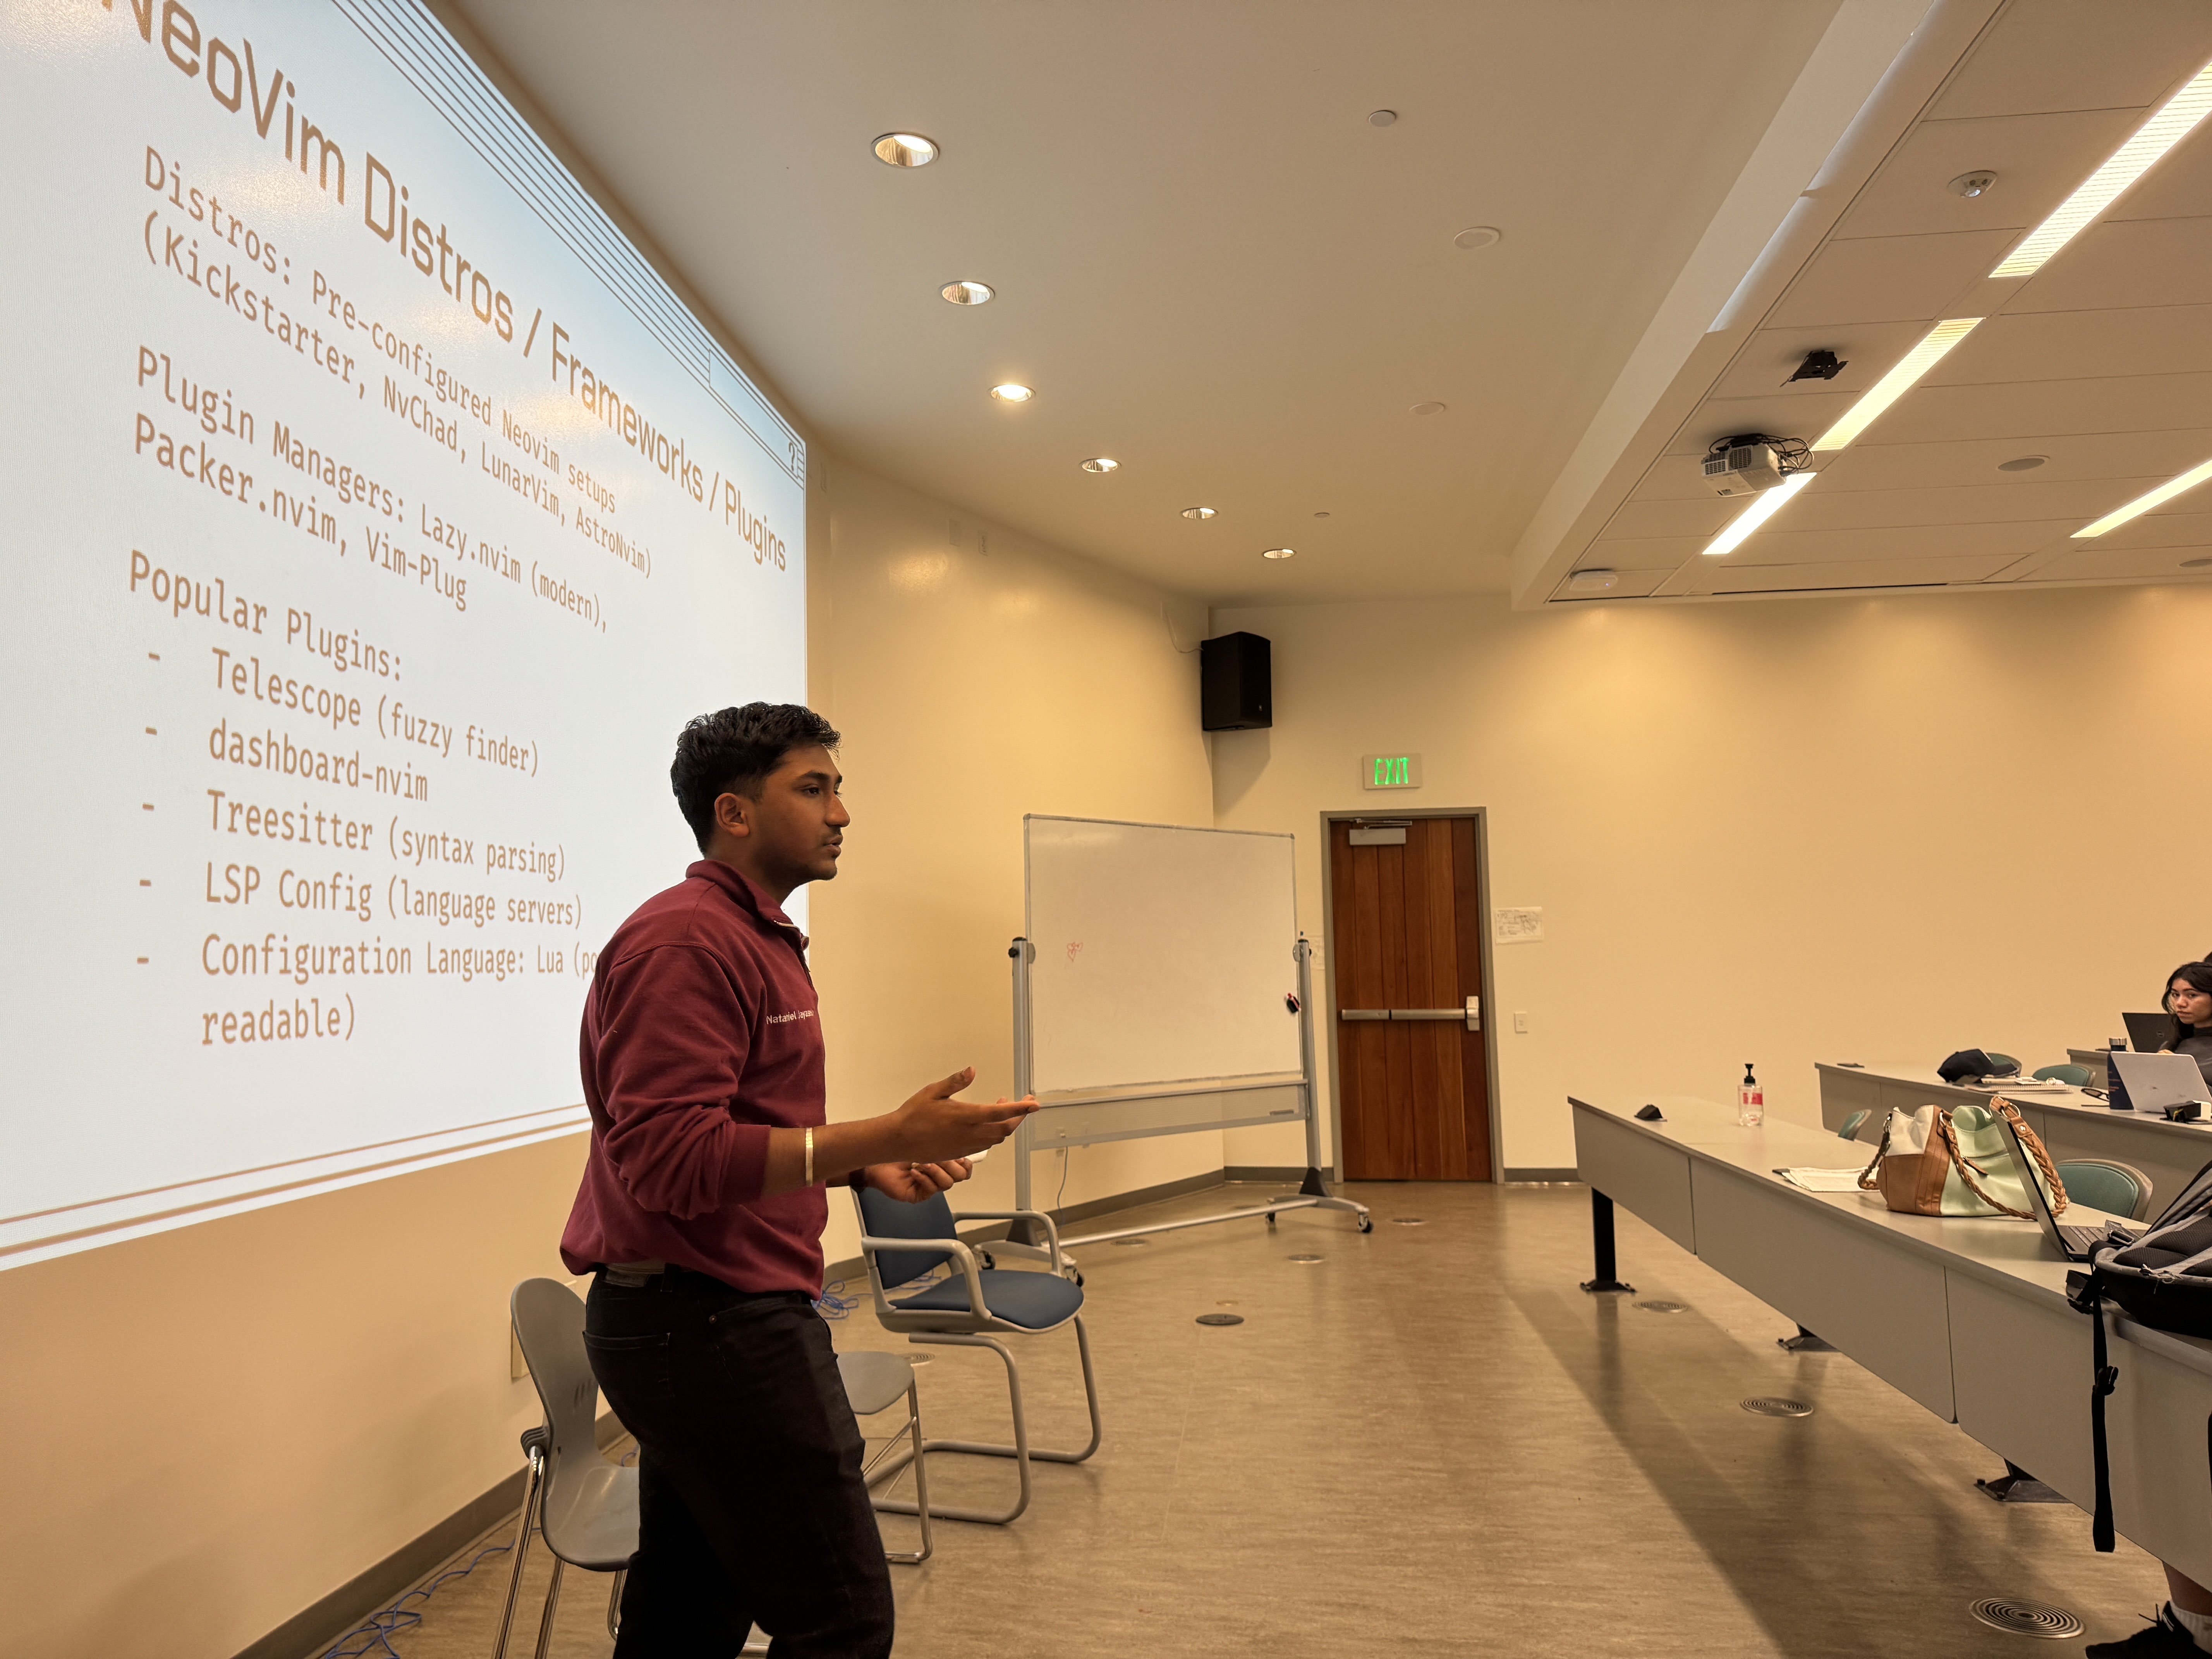 NeoVim Distros / Frameworks / Plugins
Distros: Pre-configured Neovim setups
(Kickstarter, NvChad, LunarVim, AstroNvim)
Plugin Managers: Lazy.nvim (modern),
Packer.nvim, Vim-Plug
Popular Plugins:
- Telescope (fuzzy finder)
- dashboard-nvim
- Treesitter (syntax parsing)
- LSP Config (language servers)
- Configuration Language: Lua
readable)
?
EXIT